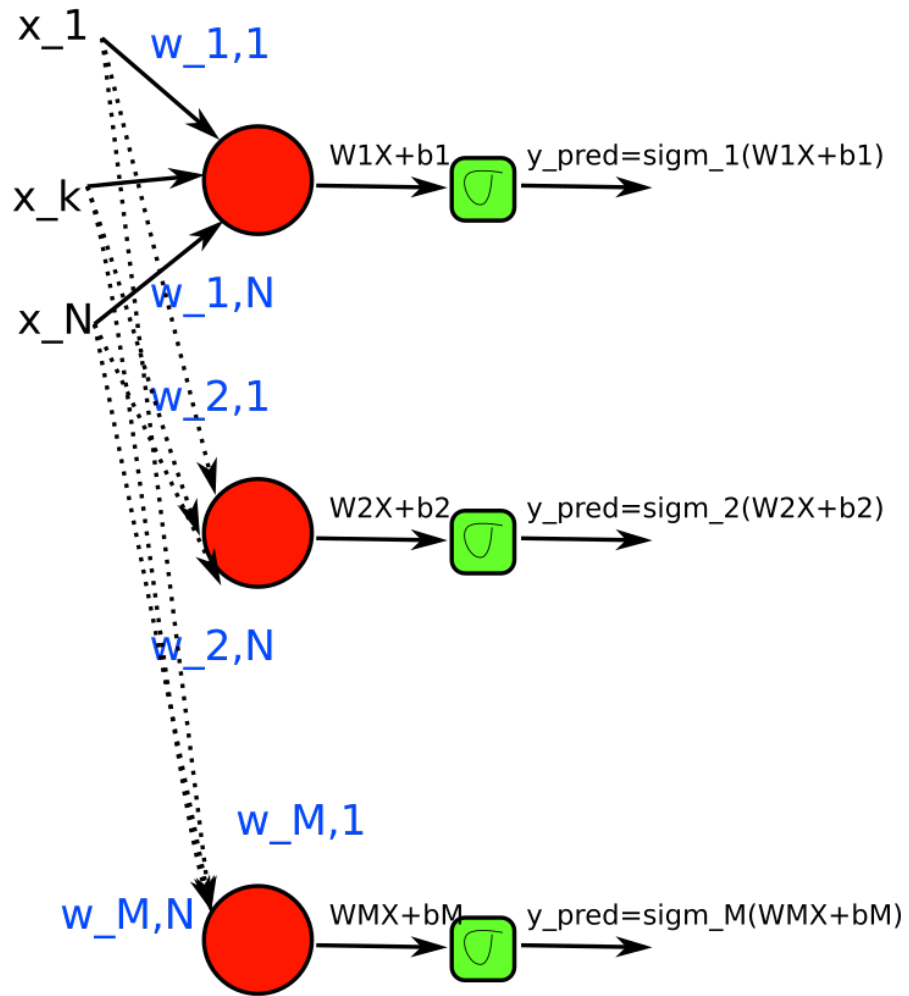 x_1
w_1,1
W1X+b1
y_pred=sigm_1(W1X+b1)
σ
x_k
w_1,N
x_N
w_2,1
W2X+b2
y_pred=sigm_2(W2X+b2)
σ
w_2,N
w_M,1
w_M,N
WMX+bM
y_pred=sigm_M(WMX+bM)
σ